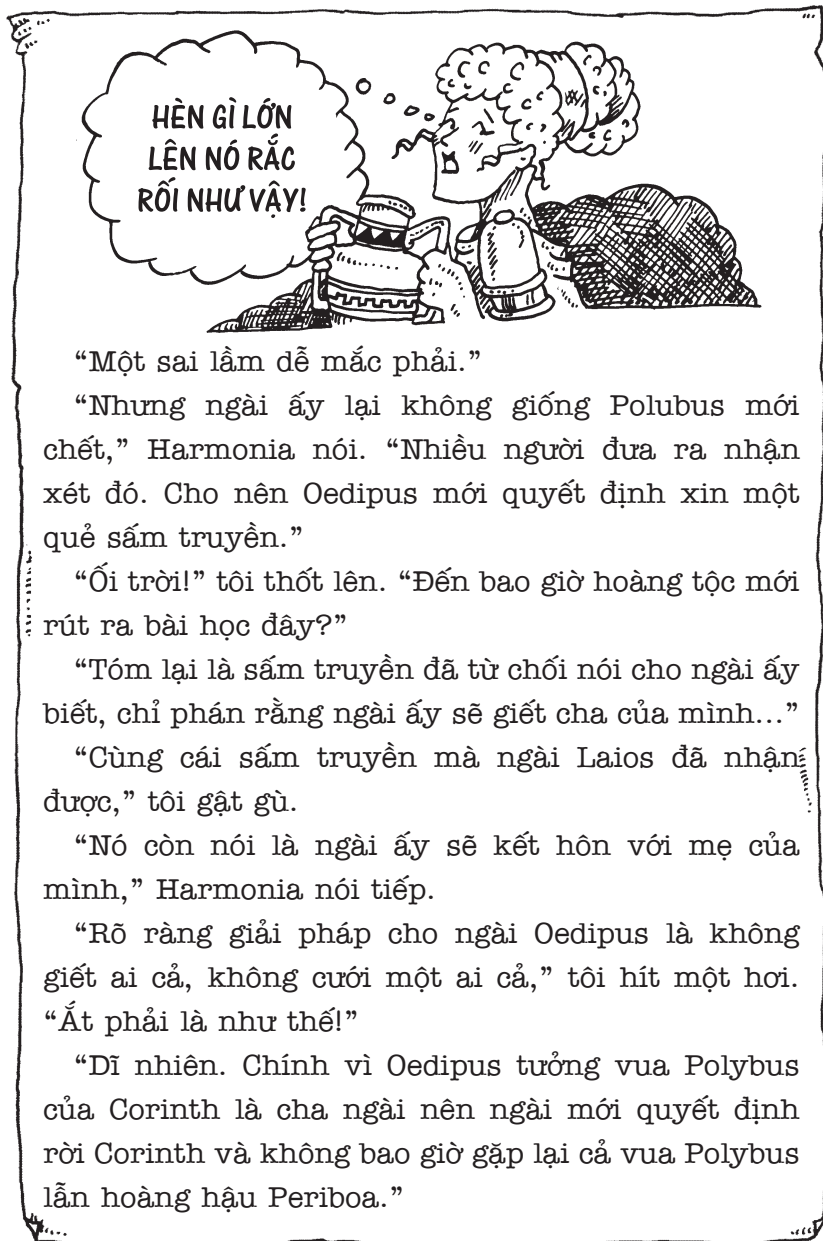 HÈN GÌ LỚN
LÊN NÓ RẮC
RỐI NHƯ VẬY!
“Một sai lầm dễ mắc phải.”
“Nhưng ngài ấy lại không giống Polubus mới
chết,” Harmonia nói. “Nhiều người đưa ra nhận
xét đó. Cho nên Oedipus mới quyết định xin một
quẻ sấm truyền.”
“Ối trời!” tôi thốt lên. “Đến bao giờ hoàng tộc mới
rút ra bài học đây?”
“Tóm lại là sấm truyền đã từ chối nói cho ngài ấy
biết, chỉ phán rằng ngài ấy sẽ giết cha của mình...”
“Cùng cái sấm truyền mà ngài Laios đã nhận
được,” tôi gật gù.
“Nó còn nói là ngài ấy sẽ kết hôn với mẹ của
mình,” Harmonia nói tiếp.
“Rõ ràng giải pháp cho ngài Oedipus là không
giết ai cả, không cưới một ai cả,” tôi hít một hơi.
“Ắt phải là như thế!”
“Dĩ nhiên. Chính vì Oedipus tưởng vua Polybus
của Corinth là cha ngài nên ngài mới quyết định
rời Corinth và không bao giờ gặp lại cả vua Polybus
lẫn hoàng hậu Periboa.”